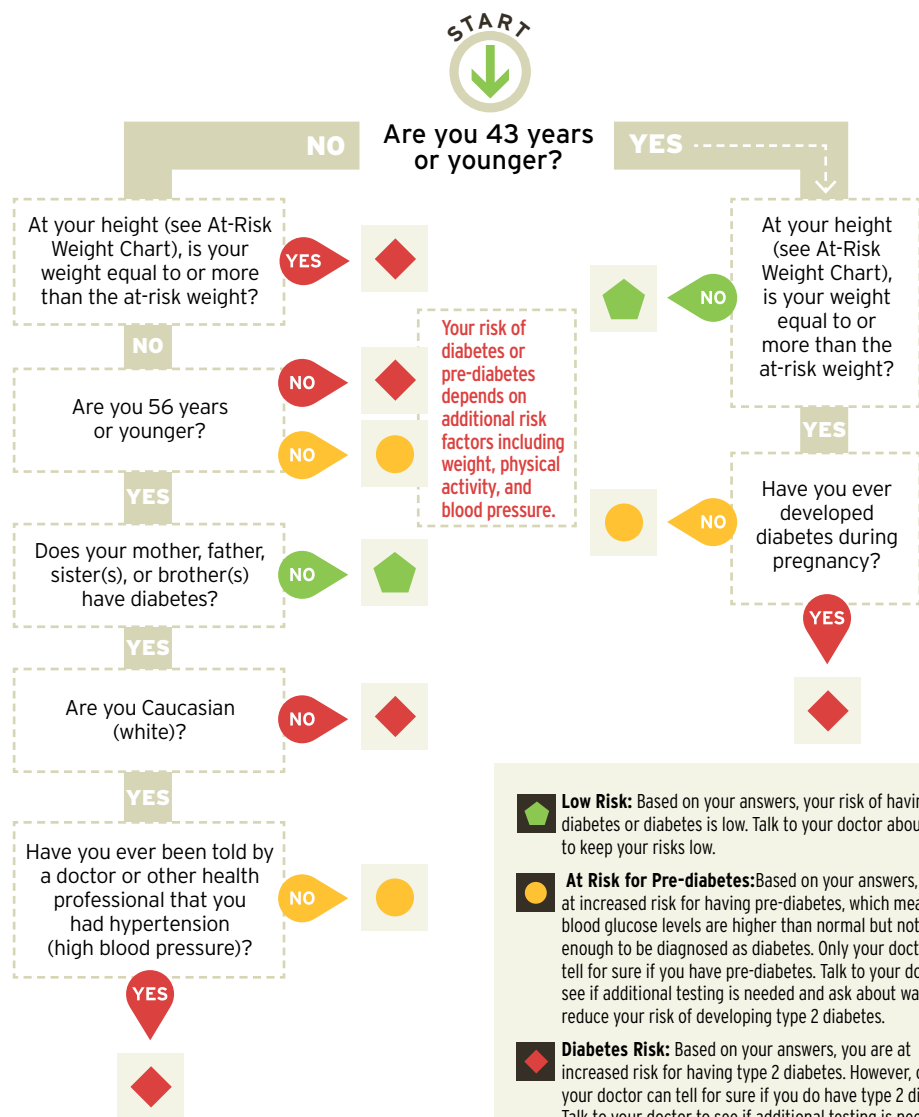 START
Are you 43 years
or younger?
NO
YES
At your height (see At-Risk
Weight Chart), is your
weight equal to or more
than the at-risk weight?
YES
NO
Are you 56 years
or younger?
NO
NO
Your risk of
diabetes or
pre-diabetes
depends on
additional risk
factors including
weight, physical
activity, and
blood pressure.
YES
Does your mother, father,
sister(s), or brother(s)
have diabetes?
NO
YES
Are you Caucasian
(white)?
NO
YES
Have you ever been told by
a doctor or other health
professional that you
had hypertension
(high blood pressure)?
NO
YES
At your height
(see At-Risk
Weight Chart),
is your weight
equal to or
more than the
at-risk weight?
NO
YES
Have you ever
developed
diabetes during
pregnancy?
NO
YES
Low Risk: Based on your answers, your risk of
diabetes or diabetes is low. Talk to your doctor
to keep your risks low.
At Risk for Pre-diabetes:Based on your answers,
at increased risk for having pre-diabetes, which
blood glucose levels are higher than normal but not
enough to be diagnosed as diabetes. Only your
tell for sure if you have pre-diabetes. Talk to your
see if additional testing is needed and ask about
reduce your risk of developing type 2 diabetes.
Diabetes Risk: Based on your answers, you are at
increased risk for having type 2 diabetes. However,
your doctor can tell for sure if you do have type 2
Talk to your doctor to see if additional testing is